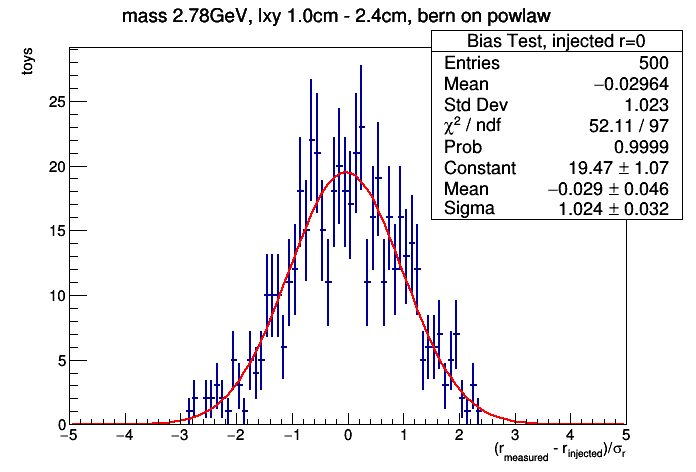 mass 2.78GeV, lxy 1.0cm - 2.4cm, bern on powlaw
Bias Test, injected r=0
Entries 500
Mean −0.02964
Std Dev 1.023
χ² / ndf 52.11 / 97
Prob 0.9999
Constant 19.47 ± 1.07
Mean −0.029 ± 0.046
Sigma 1.024 ± 0.032
toys
25
20
15
10
5
0
−5 −4 −3 −2 −1 0 1 2 3 4 5
(r_measured - r_injected)/σ_r